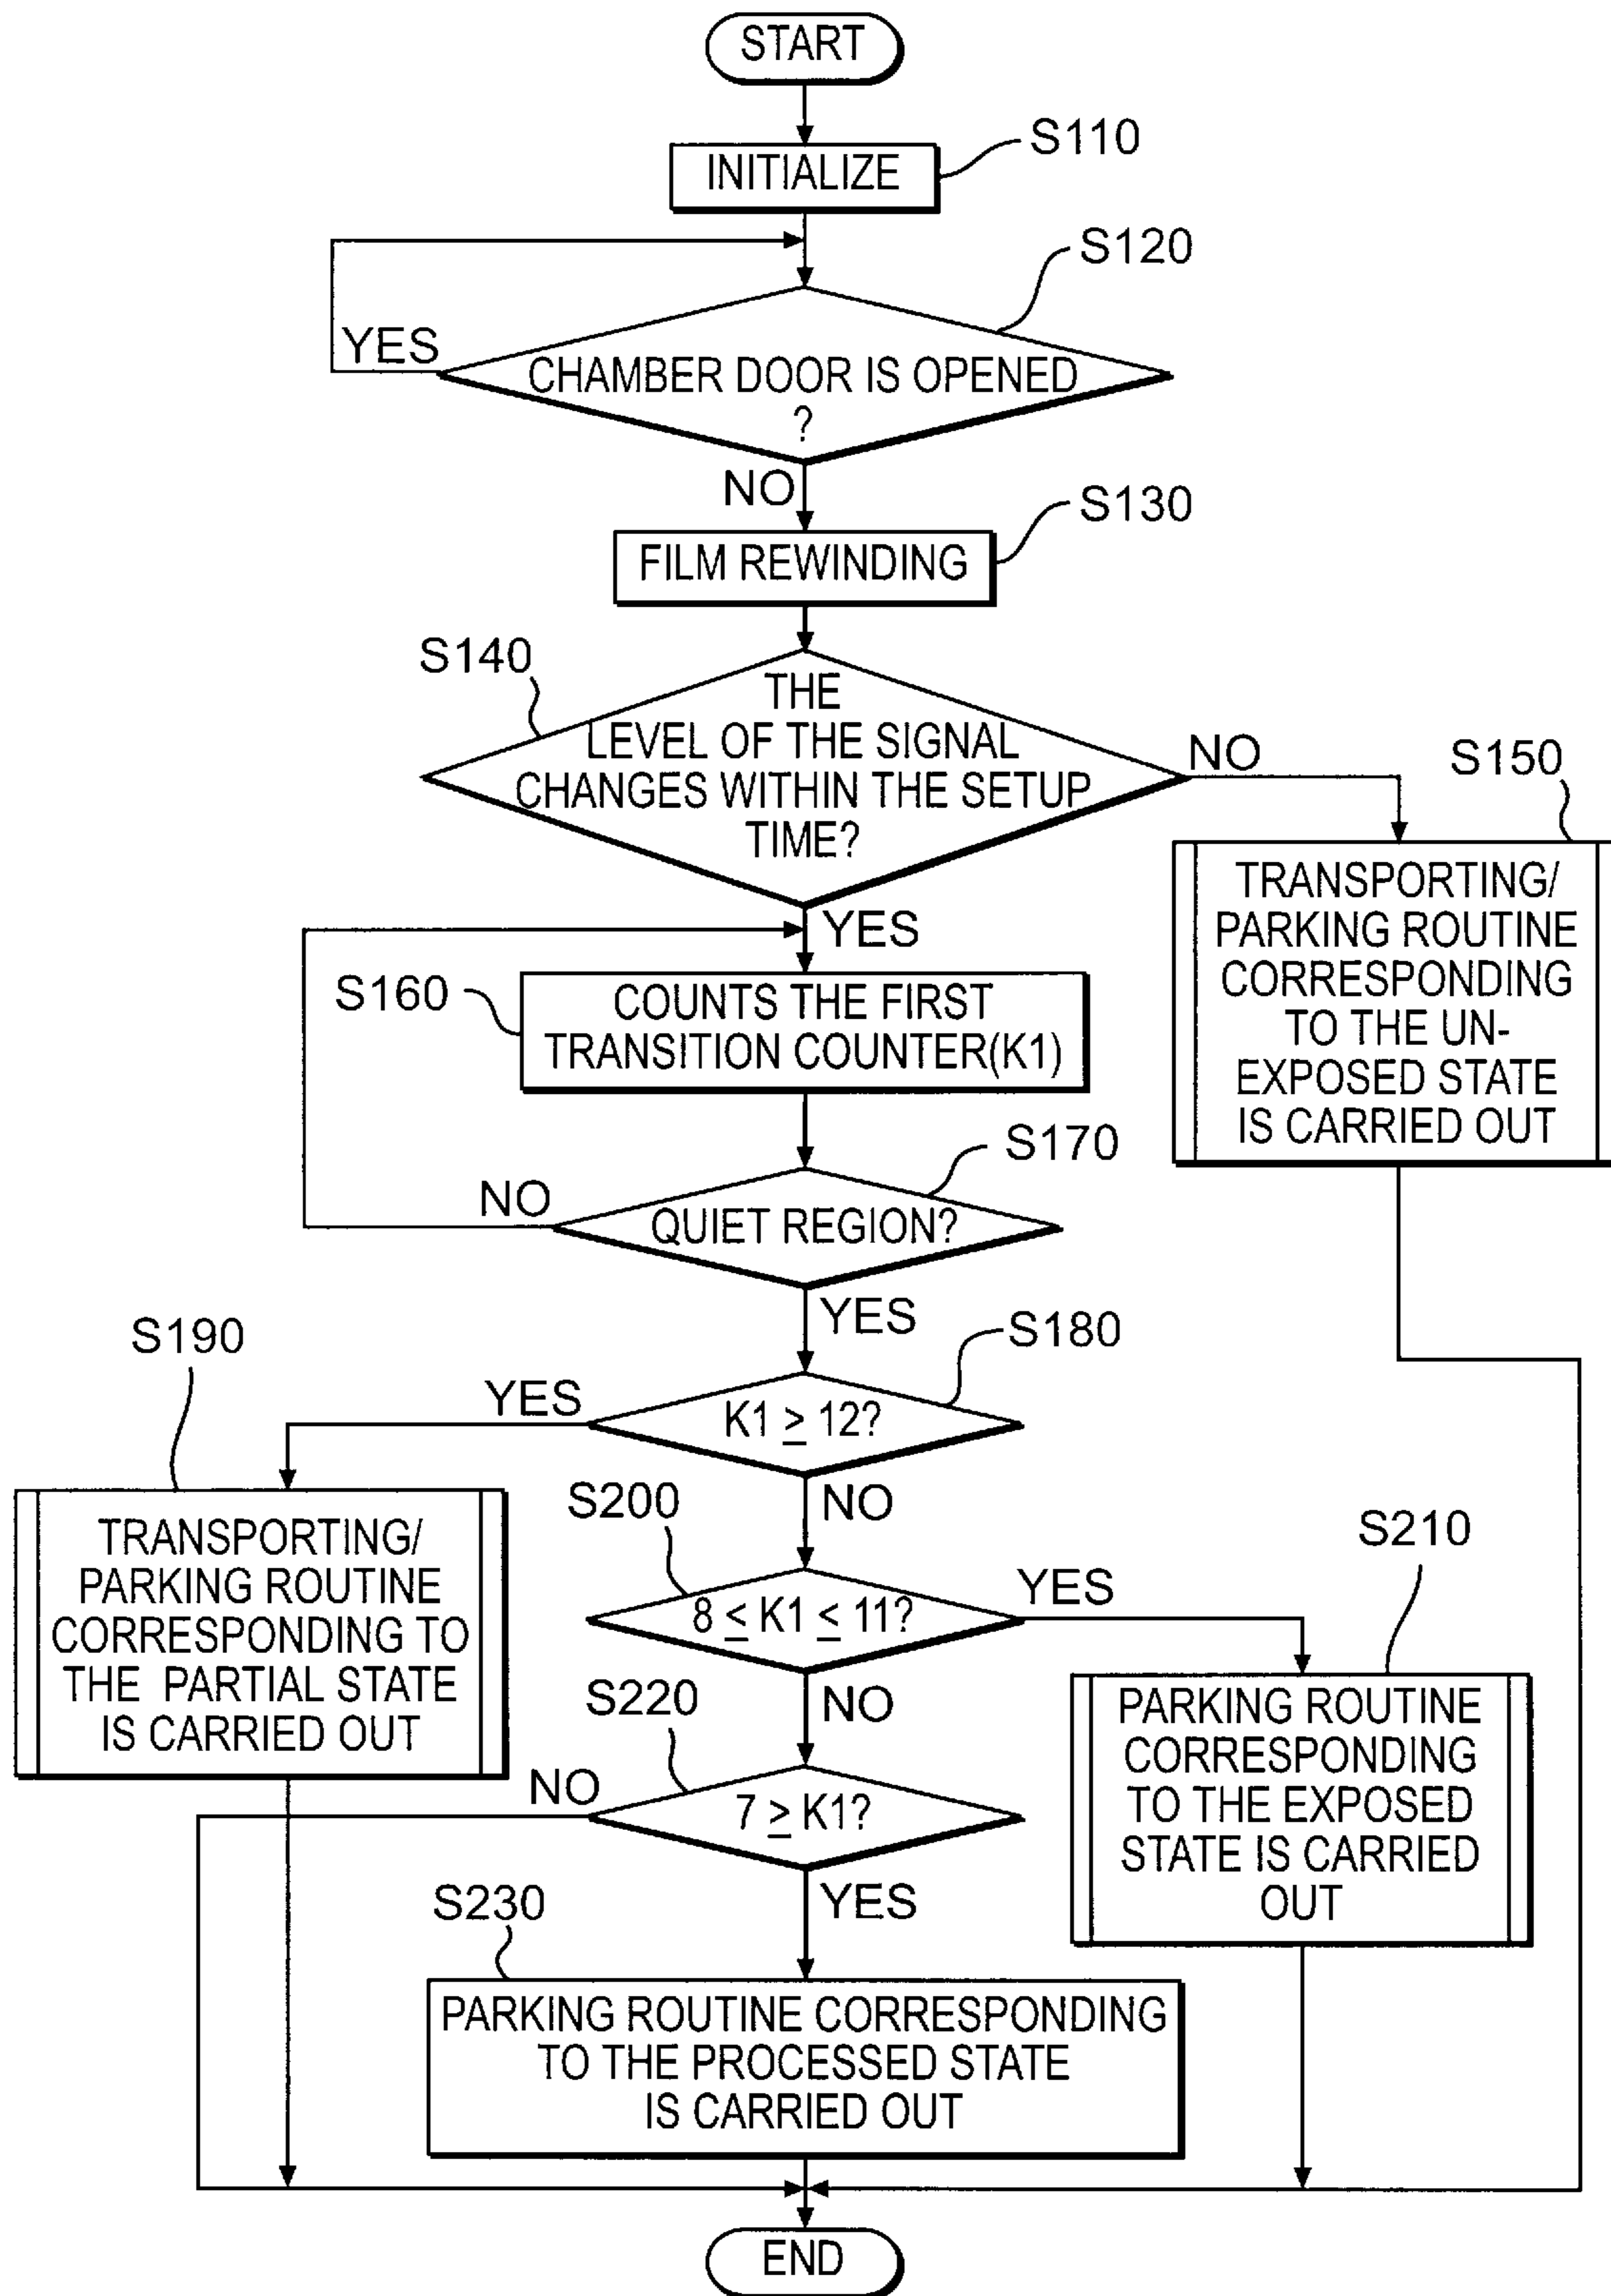 START
S110
INITIALIZE
S120
YES
CHAMBER DOOR IS OPENED
?
NO
S130
FILM REWINDING
S140
THE
LEVEL OF THE SIGNAL
CHANGES WITHIN THE SETUP
TIME?
NO
S150
TRANSPORTING/
PARKING ROUTINE
CORRESPONDING
TO THE UN-
EXPOSED STATE
IS CARRIED OUT
YES
S160
COUNTS THE FIRST
TRANSITION COUNTER(K1)
S170
NO
QUIET REGION?
YES
S180
K1 ≥ 12?
YES
S190
TRANSPORTING/
PARKING ROUTINE
CORRESPONDING TO
THE PARTIAL STATE
IS CARRIED OUT
NO
S200
8 ≤ K1 ≤ 11?
YES
S210
PARKING ROUTINE
CORRESPONDING
TO THE EXPOSED
STATE IS CARRIED
OUT
NO
S220
7 ≥ K1?
NO
YES
S230
PARKING ROUTINE CORRESPONDING
TO THE PROCESSED STATE
IS CARRIED OUT
END